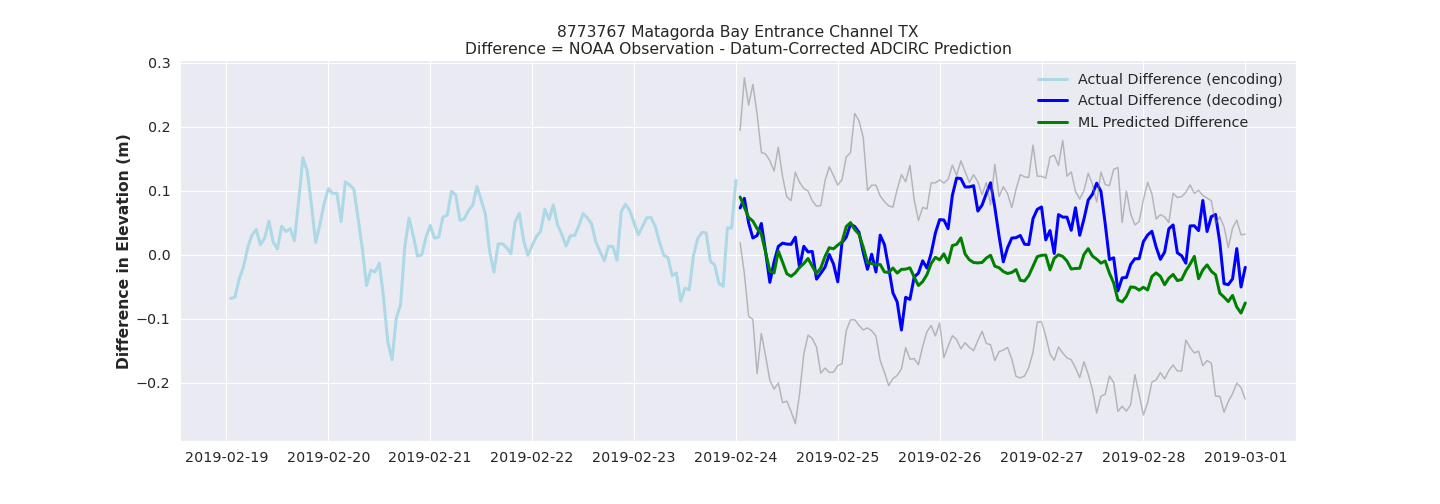 8773767 Matagorda Bay Entrance Channel TX
Difference = NOAA Observation - Datum-Corrected ADCIRC Prediction
Difference in Elevation (m)
0.3
0.2
0.1
0.0
−0.1
−0.2
Actual Difference (encoding)
Actual Difference (decoding)
ML Predicted Difference
2019-02-19 2019-02-20 2019-02-21 2019-02-22 2019-02-23 2019-02-24 2019-02-25 2019-02-26 2019-02-27 2019-02-28 2019-03-01